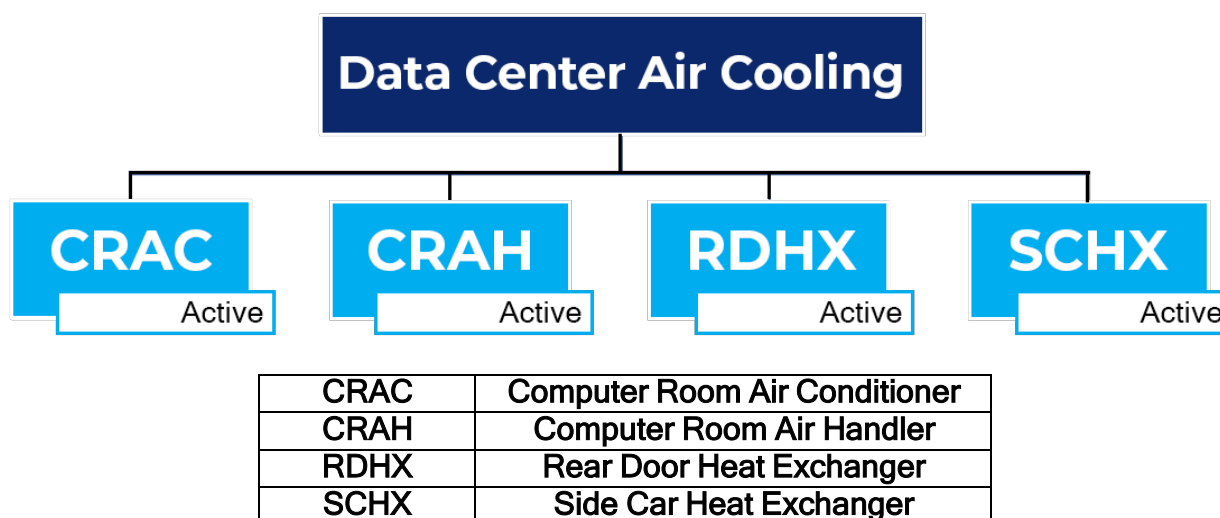 Data Center Air Cooling
CRAC
CRAH
RDHX
SCHX
Active
Active
Active
Active
CRAC Computer Room Air Conditioner
CRAH Computer Room Air Handler
RDHX Rear Door Heat Exchanger
SCHX Side Car Heat Exchanger